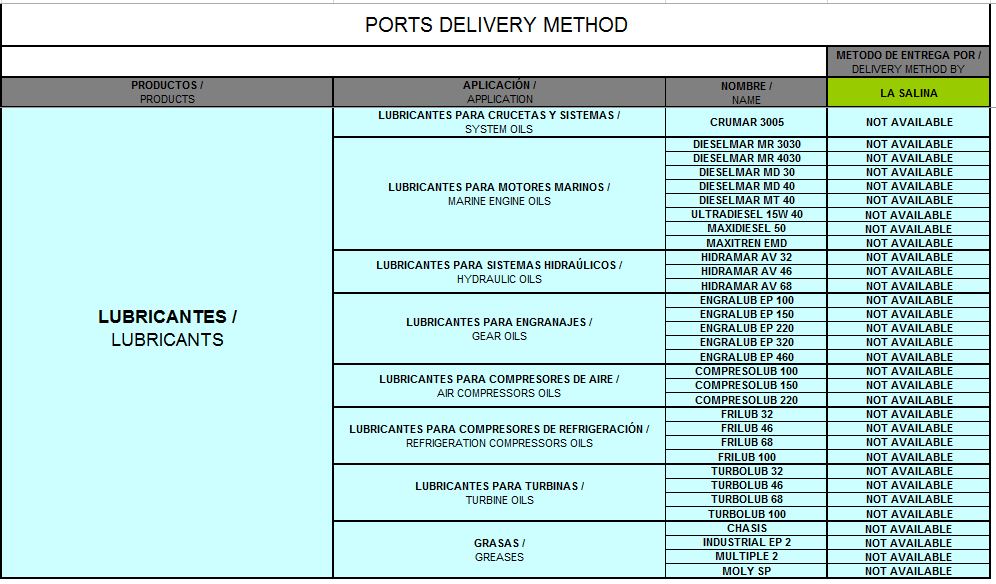 PORTS DELIVERY METHOD
METODO DE ENTREGA POR /
DELIVERY METHOD BY
PRODUCTOS /
PRODUCTS
APLICACIÓN /
APPLICATION
NOMBRE /
NAME
LA SALINA
LUBRICANTES /
LUBRICANTS
LUBRICANTES PARA CRUCETAS Y SISTEMAS /
SYSTEM OILS
CRUMAR 3005 NOT AVAILABLE
LUBRICANTES PARA MOTORES MARINOS /
MARINE ENGINE OILS
DIESELMAR MR 3030 NOT AVAILABLE
DIESELMAR MR 4030 NOT AVAILABLE
DIESELMAR MD 30 NOT AVAILABLE
DIESELMAR MD 40 NOT AVAILABLE
DIESELMAR MT 40 NOT AVAILABLE
ULTRADIESEL 15W 40 NOT AVAILABLE
MAXIDIESEL 50 NOT AVAILABLE
MAXITREN EMD NOT AVAILABLE
LUBRICANTES PARA SISTEMAS HIDRAÚLICOS /
HYDRAULIC OILS
HIDRAMAR AV 32 NOT AVAILABLE
HIDRAMAR AV 46 NOT AVAILABLE
HIDRAMAR AV 68 NOT AVAILABLE
LUBRICANTES PARA ENGRANAJES /
GEAR OILS
ENGRALUB EP 100 NOT AVAILABLE
ENGRALUB EP 150 NOT AVAILABLE
ENGRALUB EP 220 NOT AVAILABLE
ENGRALUB EP 320 NOT AVAILABLE
ENGRALUB EP 460 NOT AVAILABLE
LUBRICANTES PARA COMPRESORES DE AIRE /
AIR COMPRESSORS OILS
COMPRESOLUB 100 NOT AVAILABLE
COMPRESOLUB 150 NOT AVAILABLE
COMPRESOLUB 220 NOT AVAILABLE
LUBRICANTES PARA COMPRESORES DE REFRIGERACIÓN /
REFRIGERATION COMPRESSORS OILS
FRILUB 32 NOT AVAILABLE
FRILUB 46 NOT AVAILABLE
FRILUB 68 NOT AVAILABLE
FRILUB 100 NOT AVAILABLE
LUBRICANTES PARA TURBINAS /
TURBINE OILS
TURBOLUB 32 NOT AVAILABLE
TURBOLUB 46 NOT AVAILABLE
TURBOLUB 68 NOT AVAILABLE
TURBOLUB 100 NOT AVAILABLE
GRASAS /
GREASES
CHASIS NOT AVAILABLE
INDUSTRIAL EP 2 NOT AVAILABLE
MULTIPLE 2 NOT AVAILABLE
MOLY SP NOT AVAILABLE